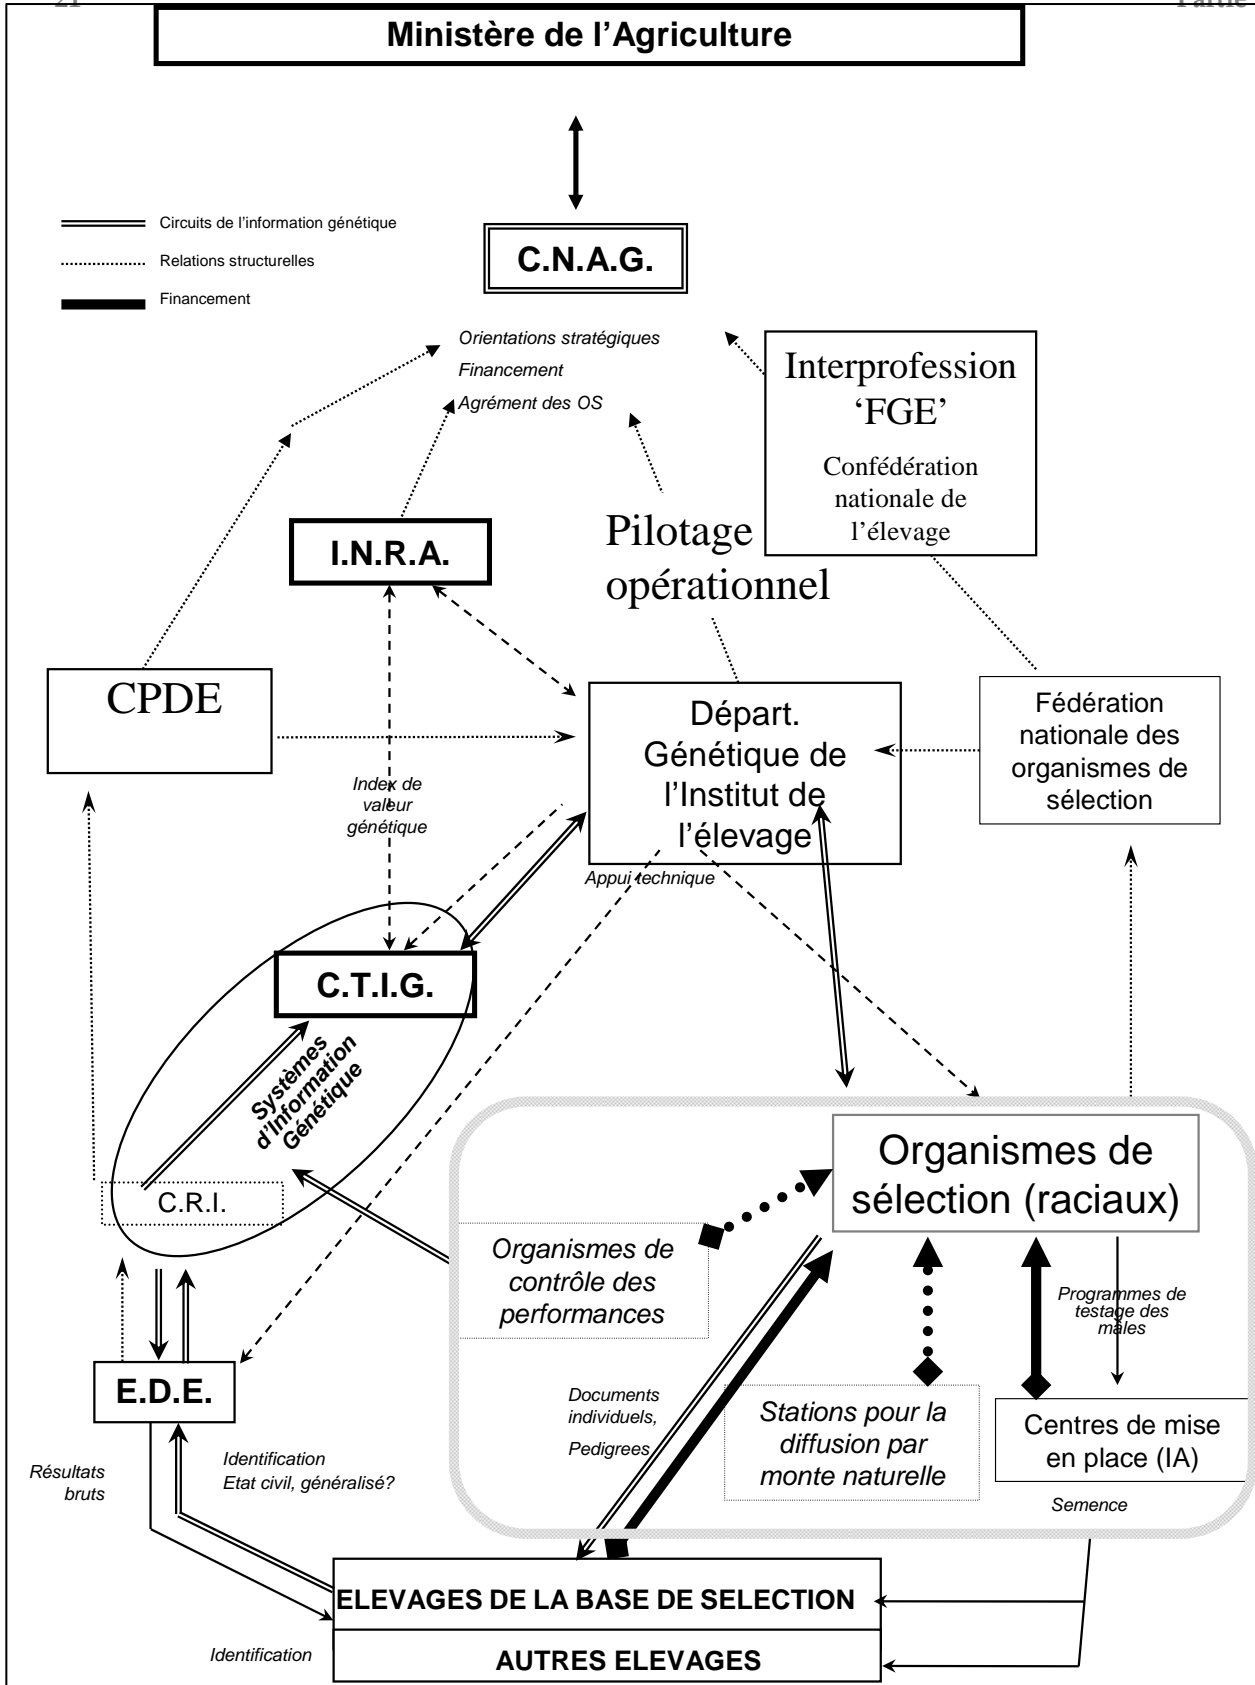 21
Partie
Ministère de l’Agriculture
Circuits de l’information génétique
Relations structurelles
Financement
C.N.A.G.
Orientations stratégiques
Financement
Agrément des OS
Interprofession
‘FGE’
Confédération
nationale de
l’élevage
I.N.R.A.
Pilotage
opérationnel
CPDE
Départ.
Génétique de
l’Institut de
l’élevage
Fédération
nationale des
organismes de
sélection
Index de
valeur
génétique
Appui technique
C.T.I.G.
Systèmes
d’Information
Génétique
C.R.I.
Organismes de
sélection (raciaux)
Organismes de
contrôle des
performances
Programmes de
testage des
mâles
E.D.E.
Documents
individuels,
Pedigrees
Stations pour la
diffusion par
monte naturelle
Centres de mise
en place (IA)
Résultats
bruts
Identification
Etat civil, généralisé?
Semence
ELEVAGES DE LA BASE DE SELECTION
Identification
AUTRES ELEVAGES